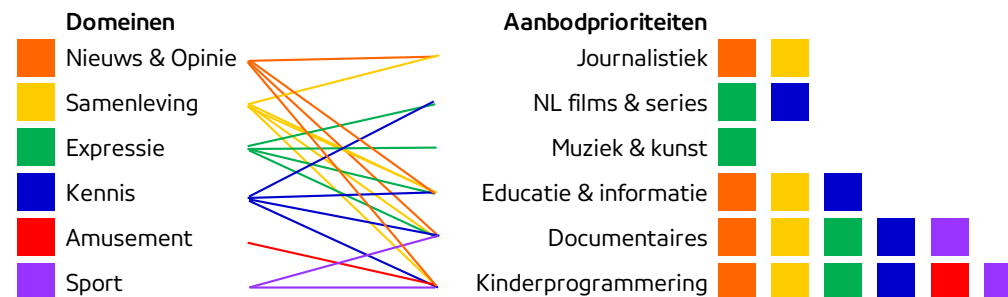 Domeinen
Nieuws & Opinie
Samenleving
Expressie
Kennis
Amusement
Sport
Aanbodprioriteiten
Journalistiek
NL films & series
Muziek & kunst
Educatie & informatie
Documentaires
Kinderprogrammering